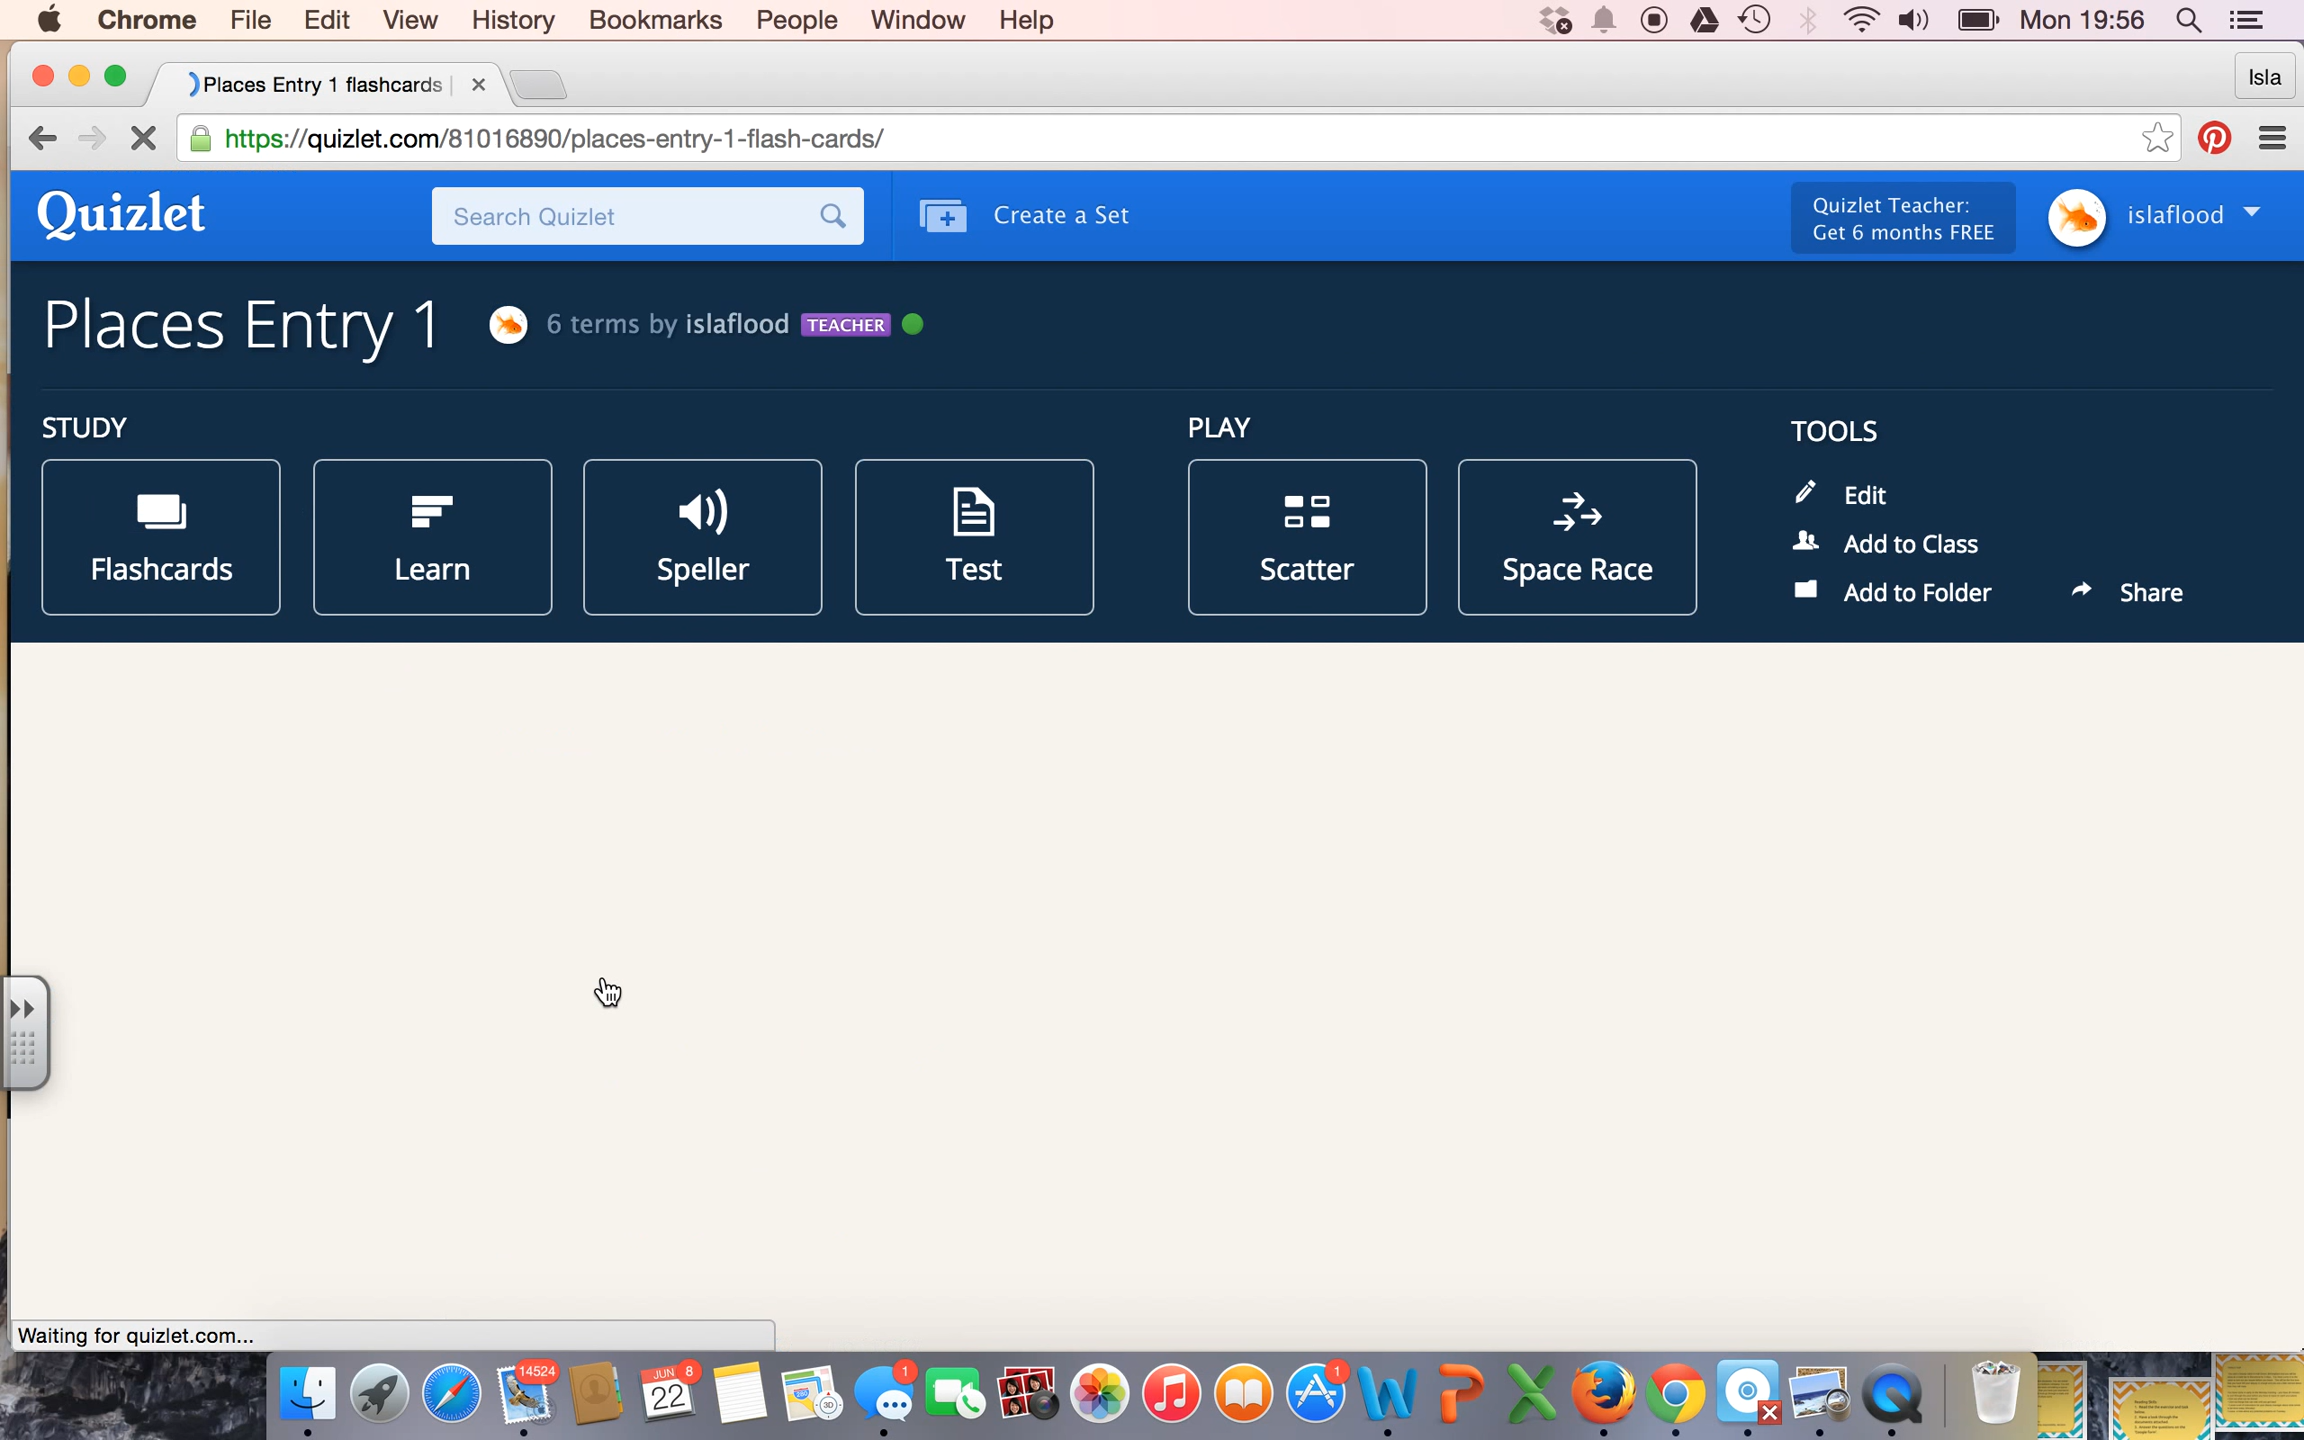 Chrome File Edit View History Bookmarks People Window Help Mon 19:56
Places Entry 1 flashcards |
Isla
https://quizlet.com/81016890/places-entry-1-flash-cards/
Quizlet
Search Quizlet
Create a Set
Quizlet Teacher:
Get 6 months FREE
islaflood
Places Entry 1
6 terms by islaflood TEACHER
STUDY
PLAY
TOOLS
Flashcards
Learn
Speller
Test
Scatter
Space Race
Edit
Add to Class
Add to Folder
Share
Waiting for quizlet.com...
14524
JUN 8
22
280
3D
1
1